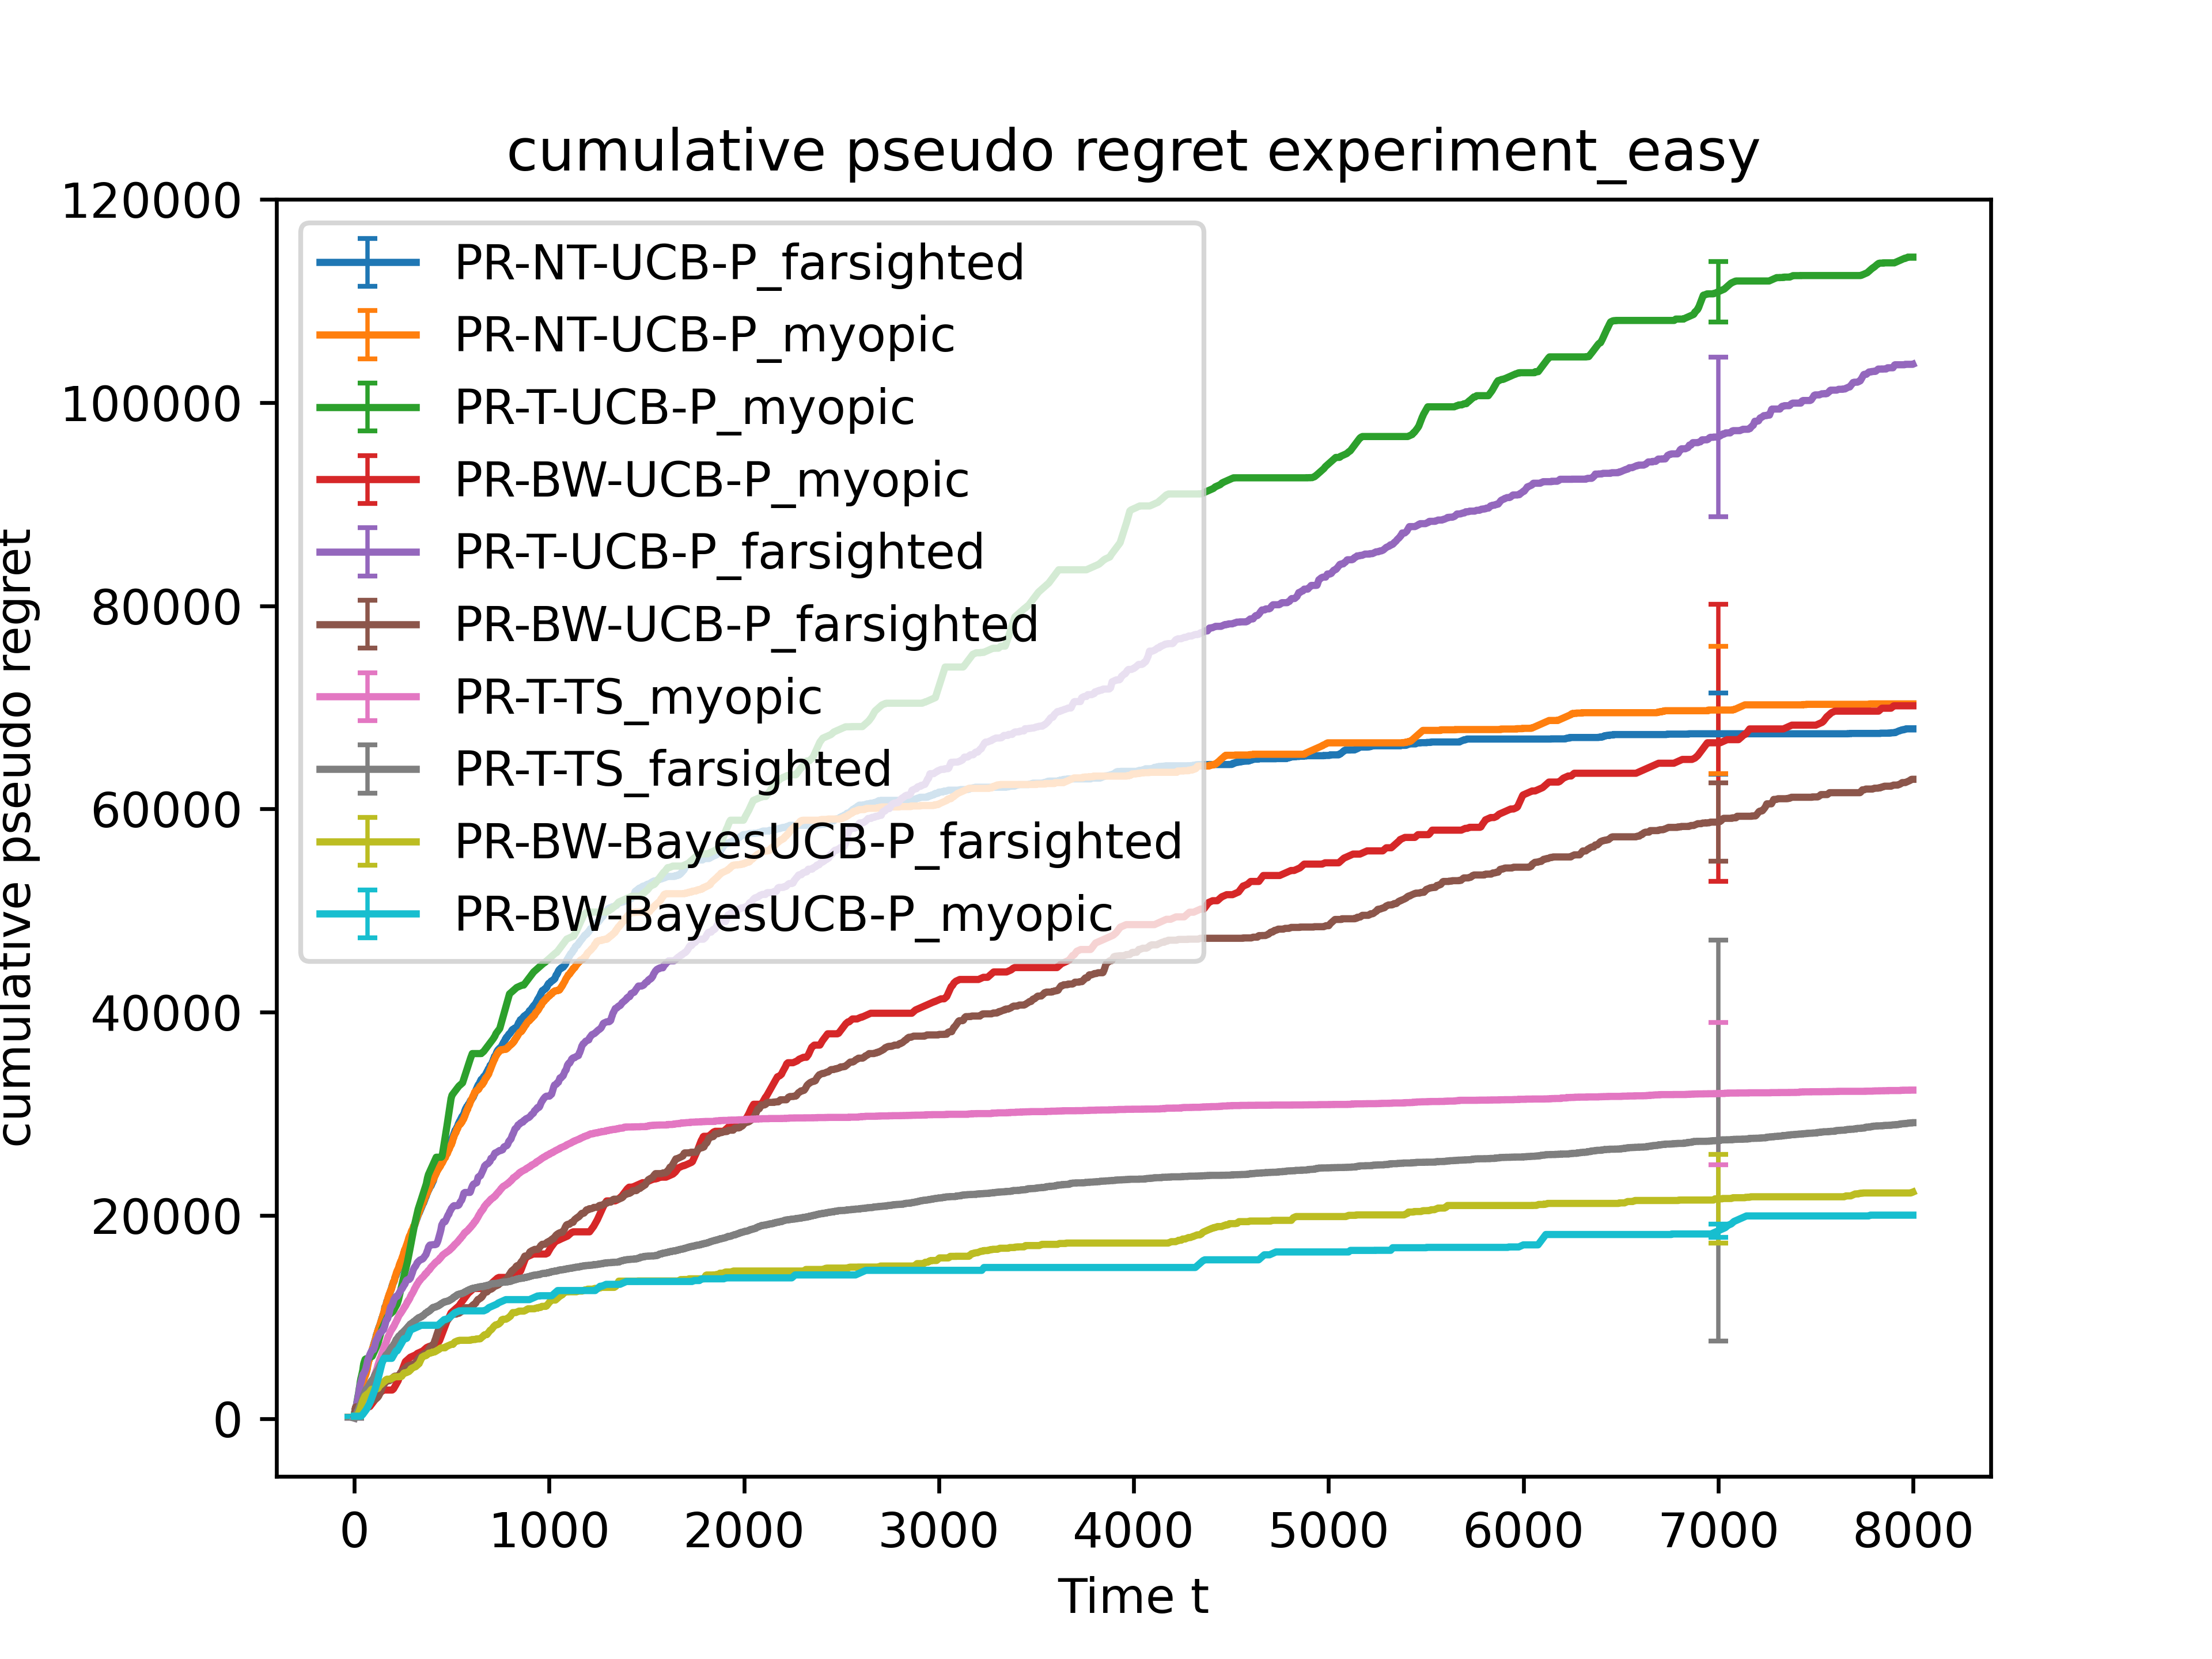 cumulative pseudo regret experiment_easy
120000
100000
80000
60000
40000
20000
0
cumulative pseudo regret
PR-NT-UCB-P_farsighted
PR-NT-UCB-P_myopic
PR-T-UCB-P_myopic
PR-BW-UCB-P_myopic
PR-T-UCB-P_farsighted
PR-BW-UCB-P_farsighted
PR-T-TS_myopic
PR-T-TS_farsighted
PR-BW-BayesUCB-P_farsighted
PR-BW-BayesUCB-P_myopic
0 1000 2000 3000 4000 5000 6000 7000 8000
Time t